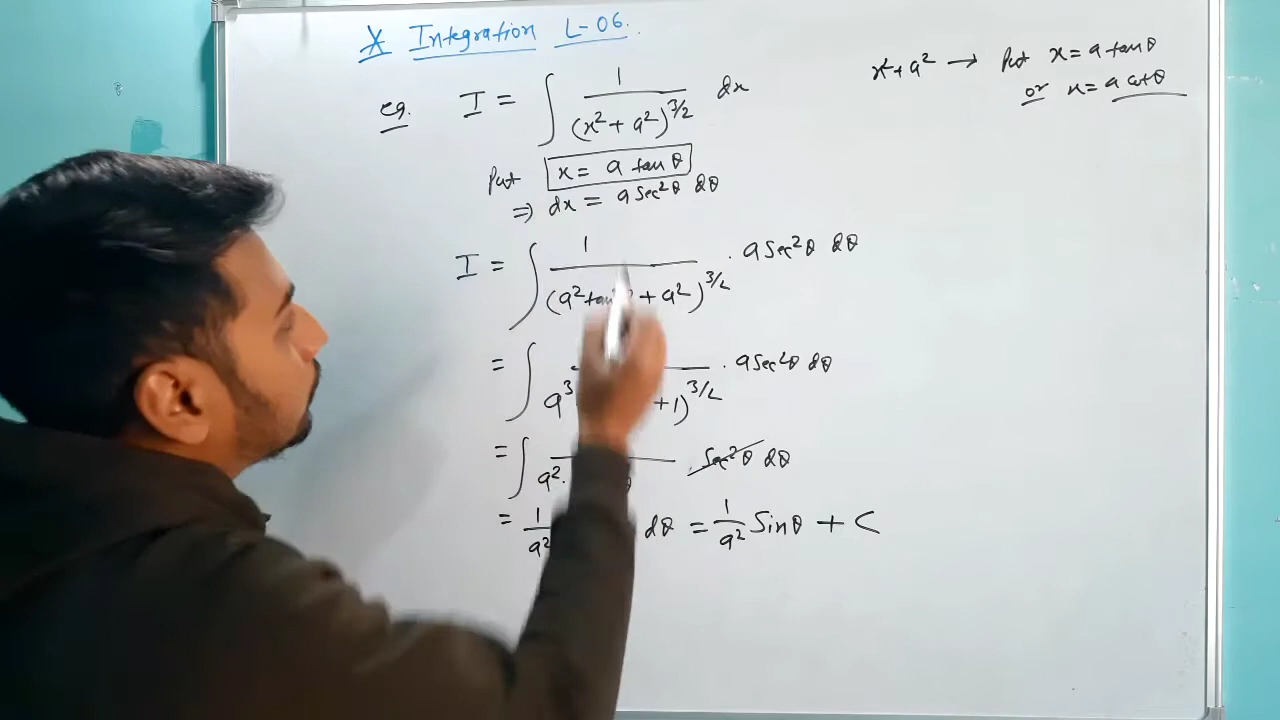 * Integration L-06.
x² + a² → Put x = a tanθ
or x = a cotθ
eg. I = ∫ 1/(x² + a²)^3/2 dx
Put x = a tanθ
⇒ dx = a Sec²θ dθ
I = ∫ 1/(a² tan + a²)^3/2 . a Sec²θ dθ
= ∫ a³ + 1)^3/2 . a Sec²θ dθ
= ∫ a². θ Sec²θ dθ
= 1/a² dθ = 1/a² Sinθ + C